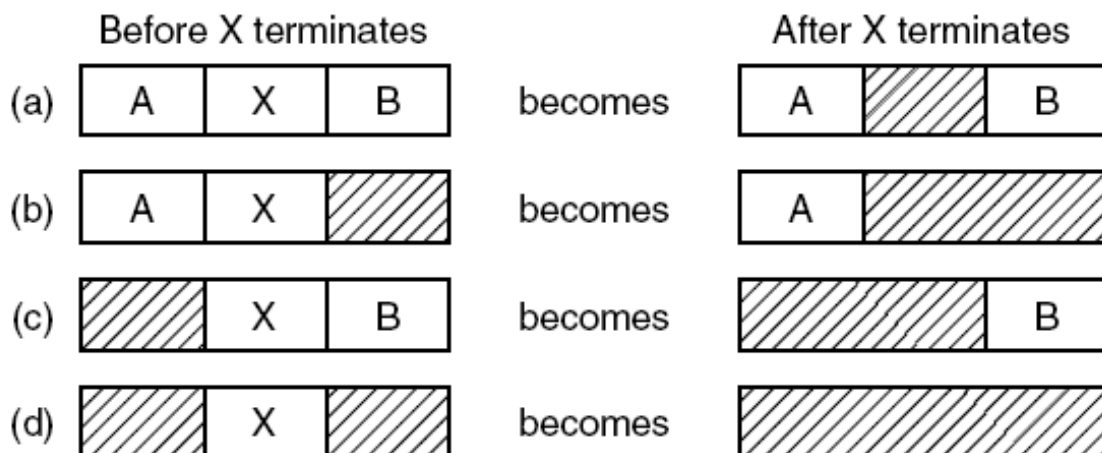 Before X terminates After X terminates
(a) A X B becomes A B
(b) A X becomes A
(c) X B becomes B
(d) X becomes